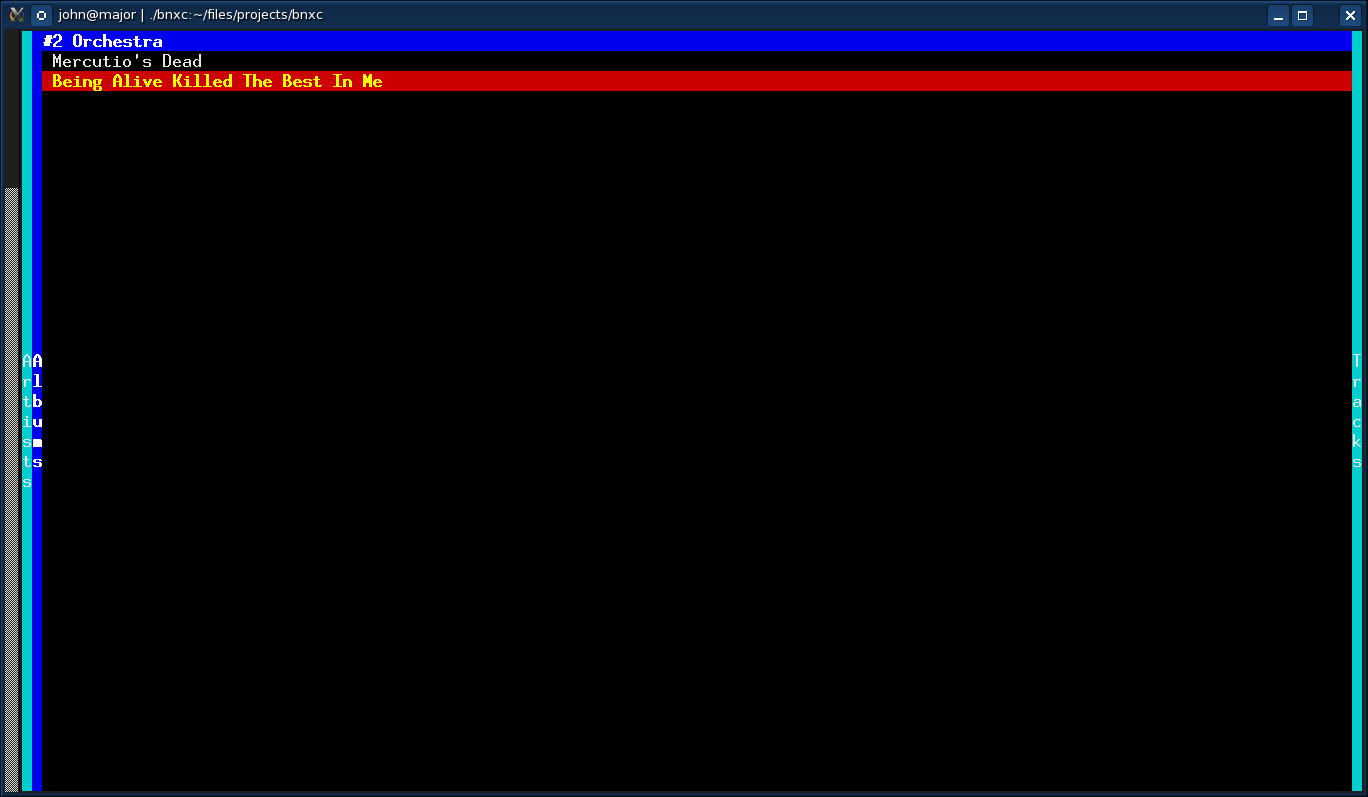 john@major | ./bnxc:~/files/projects/bnxc
#2 Orchestra
Mercutio's Dead
Being Alive Killed The Best In Me
Artists
Albums
Tracks